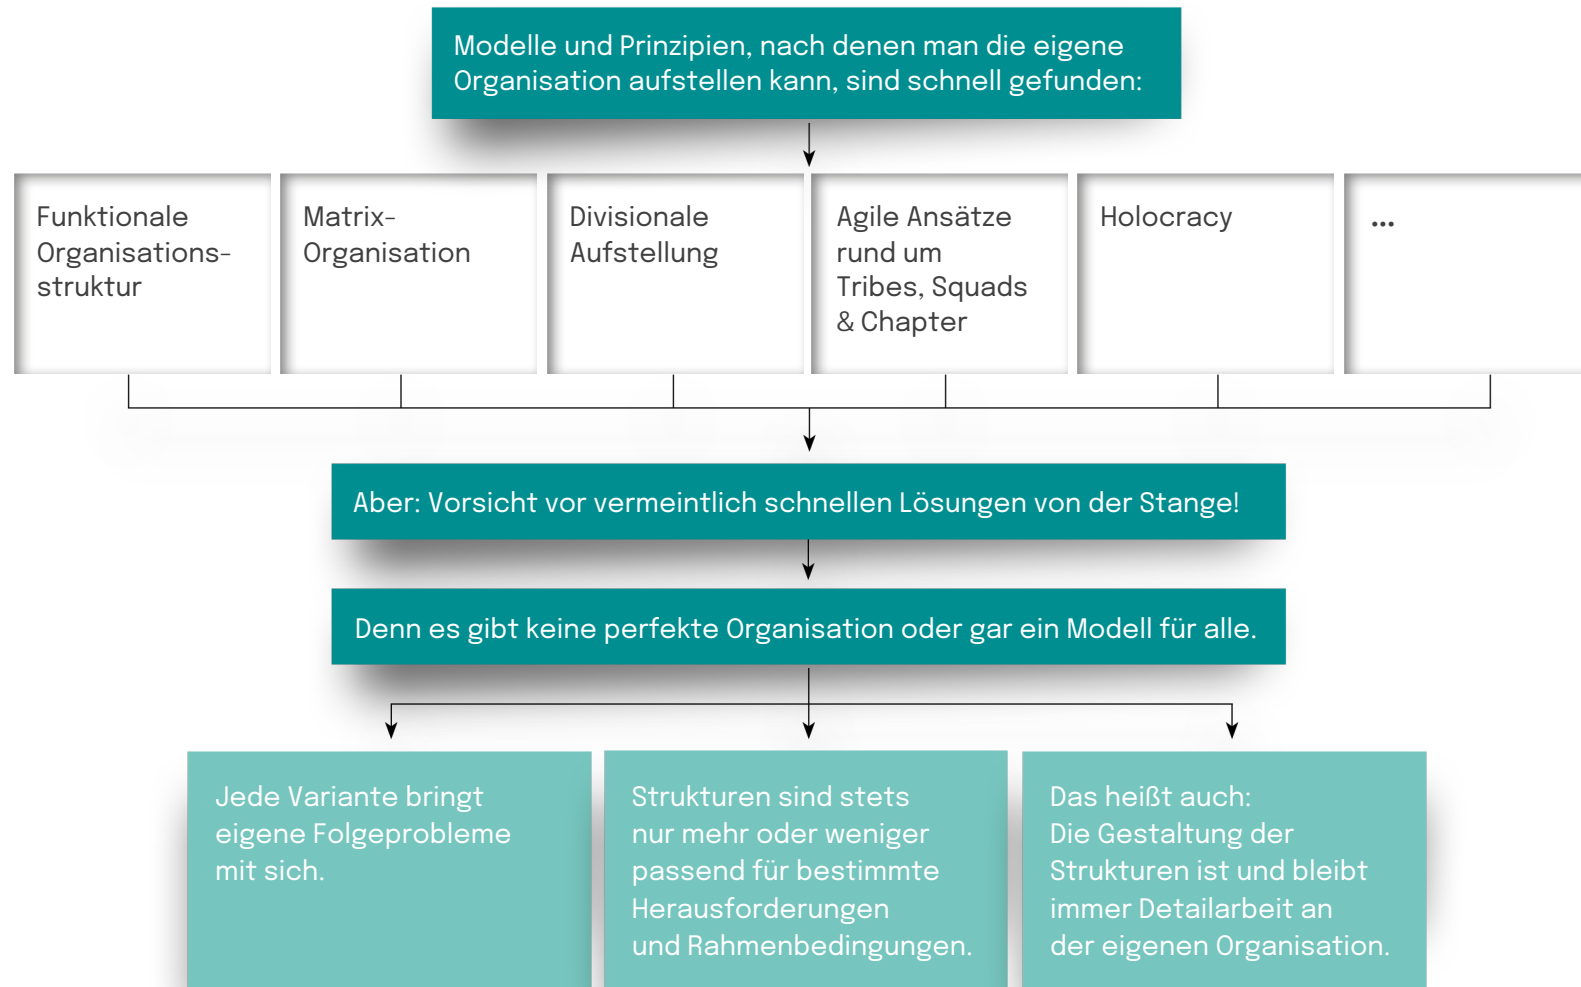 Modelle und Prinzipien, nach denen man die eigene
Organisation aufstellen kann, sind schnell gefunden:
Funktionale
Organisations-
struktur
Matrix-
Organisation
Divisionale
Aufstellung
Agile Ansätze
rund um
Tribes, Squads
& Chapter
Holocracy
...
Aber: Vorsicht vor vermeintlich schnellen Lösungen von der Stange!
Denn es gibt keine perfekte Organisation oder gar ein Modell für alle.
Jede Variante bringt
eigene Folgeprobleme
mit sich.
Strukturen sind stets
nur mehr oder weniger
passend für bestimmte
Herausforderungen
und Rahmenbedingungen.
Das heißt auch:
Die Gestaltung der
Strukturen ist und bleibt
immer Detailarbeit an
der eigenen Organisation.